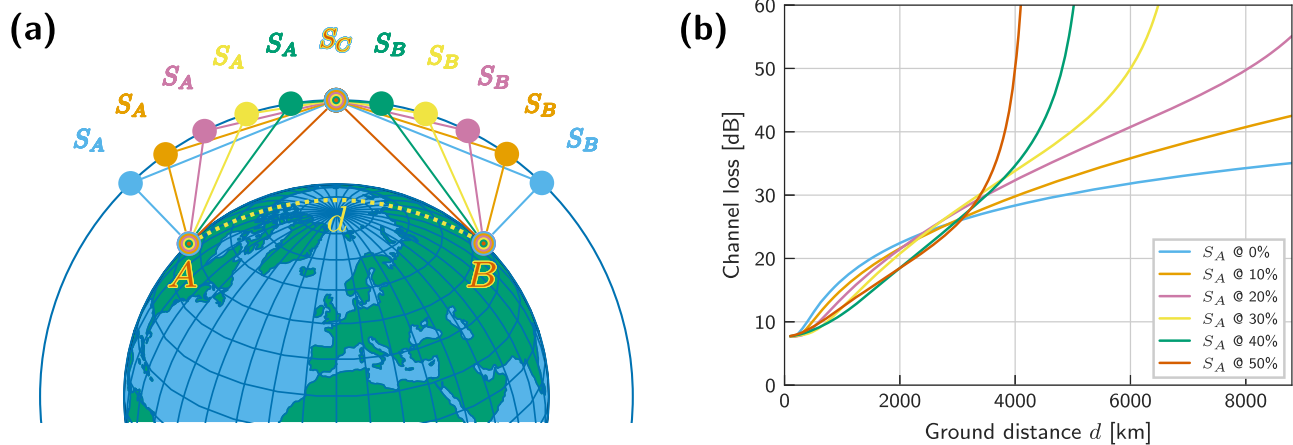 (a)
S_A S_A S_A S_A S_C S_B S_B S_B S_B S_B
d
A B
(b)
Channel loss [dB]
60
50
40
30
20
10
0
0 2000 4000 6000 8000
Ground distance d [km]
S_A @ 0%
S_A @ 10%
S_A @ 20%
S_A @ 30%
S_A @ 40%
S_A @ 50%